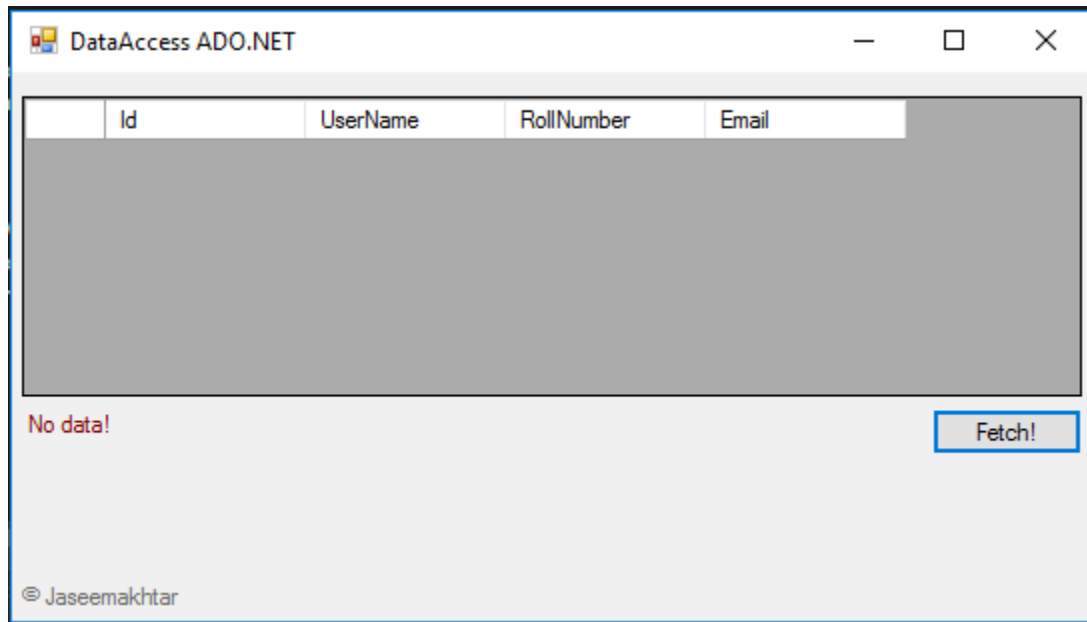 DataAccess ADO.NET
Id UserName RollNumber Email
No data!
Fetch!
© Jaseemakhtar